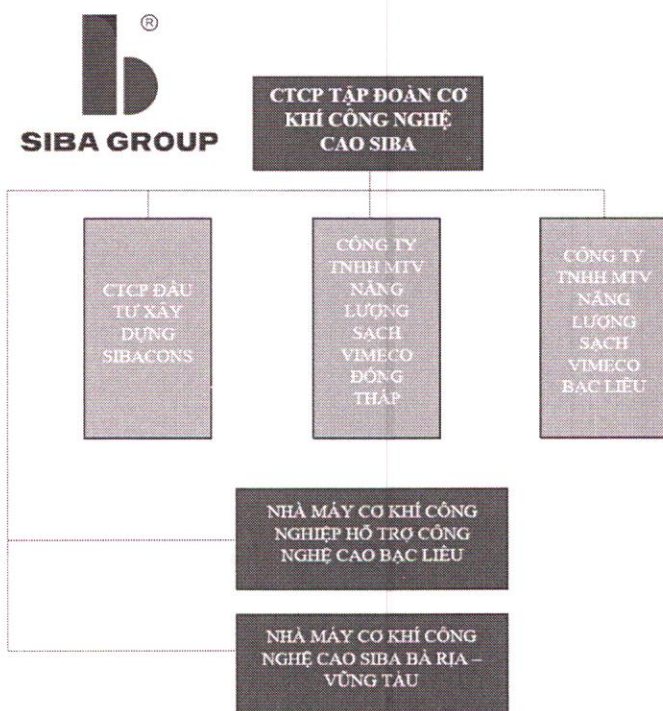 ®
SIBA GROUP
CTCP TẬP ĐOÀN CƠ
KHÍ CÔNG NGHỆ
CAO SIBA
CTCP ĐẦU
TƯ XÂY
DỰNG
SIBACONS
CÔNG TY
TNHH MTV
NĂNG
LƯỢNG
SẠCH
VIMECO
ĐỒNG
THÁP
CÔNG TY
TNHH MTV
NĂNG
LƯỢNG
SẠCH
VIMECO
BẠC LIÊU
NHÀ MÁY CƠ KHÍ CÔNG
NGHIỆP HỖ TRỢ CÔNG
NGHỆ CAO BẠC LIÊU
NHÀ MÁY CƠ KHÍ CÔNG
NGHỆ CAO SIBA BÀ RỊA –
VŨNG TÀU